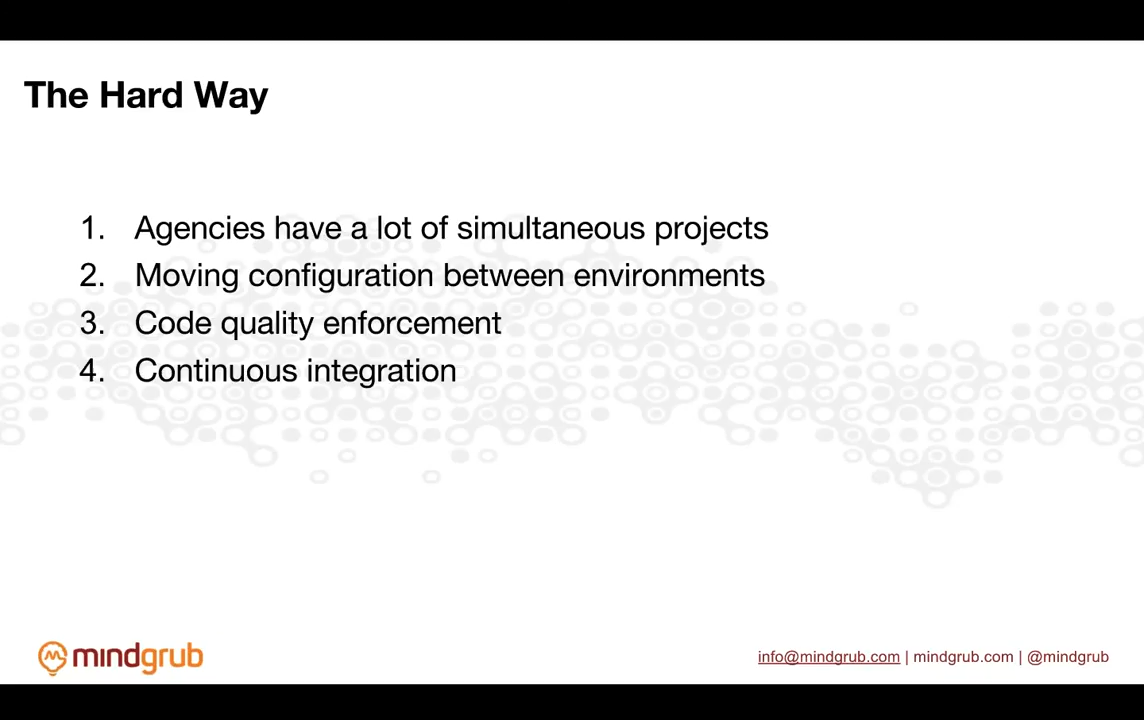 The Hard Way
1. Agencies have a lot of simultaneous projects
2. Moving configuration between environments
3. Code quality enforcement
4. Continuous integration
mindgrub
info@mindgrub.com | mindgrub.com | @mindgrub